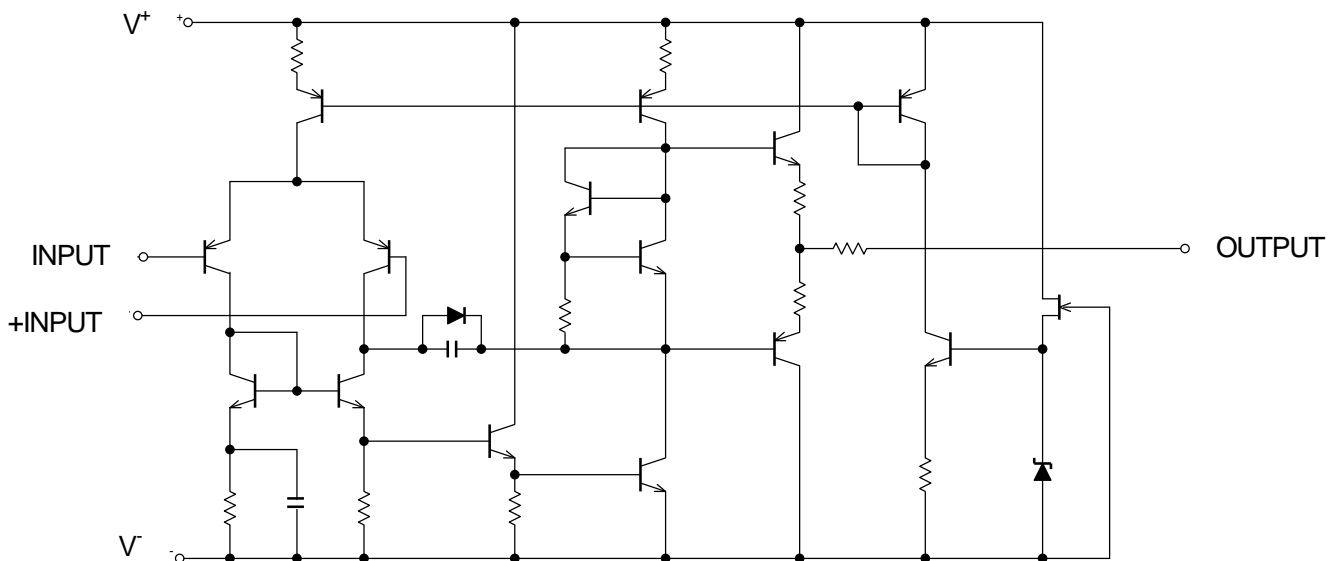 V+ +
INPUT
+INPUT
OUTPUT
V- -